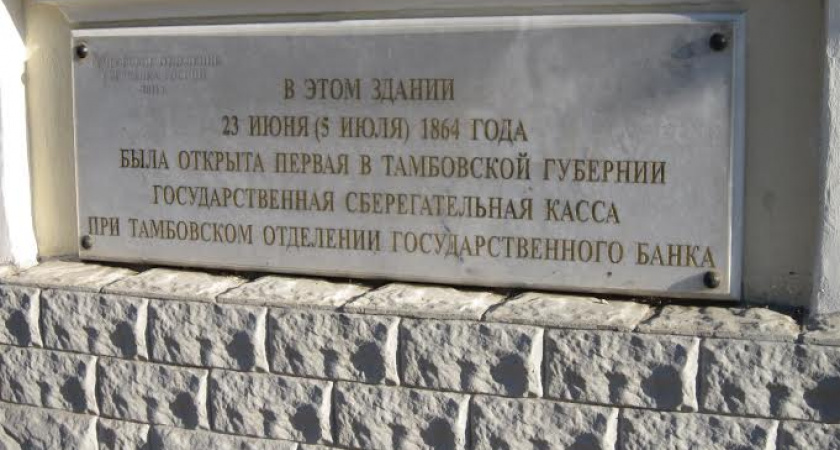 В ЭТОМ ЗДАНИИ
23 ИЮНЯ (5 ИЮЛЯ) 1864 ГОДА
БЫЛА ОТКРЫТА ПЕРВАЯ В ТАМБОВСКОЙ ГУБЕРНИИ
ГОСУДАРСТВЕННАЯ СБЕРЕГАТЕЛЬНАЯ КАССА
ПРИ ТАМБОВСКОМ ОТДЕЛЕНИИ ГОСУДАРСТВЕННОГО БАНКА